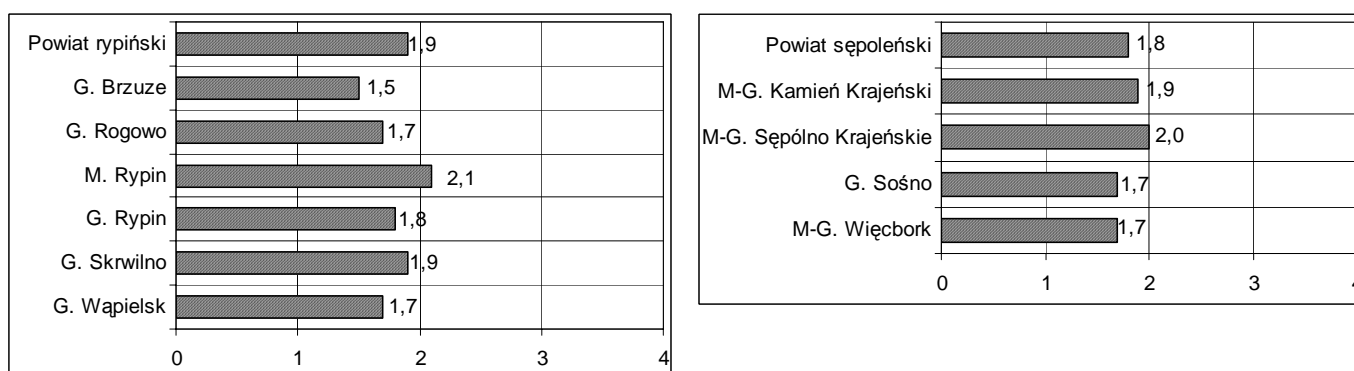 Powiat rypiński 1,9
G. Brzuze 1,5
G. Rogowo 1,7
M. Rypin 2,1
G. Rypin 1,8
G. Skrwilno 1,9
G. Wąpielsk 1,7
0 1 2 3 4
Powiat sępoleński 1,8
M-G. Kamień Krajeński 1,9
M-G. Sępólno Krajeńskie 2,0
G. Sośno 1,7
M-G. Więcbork 1,7
0 1 2 3 4